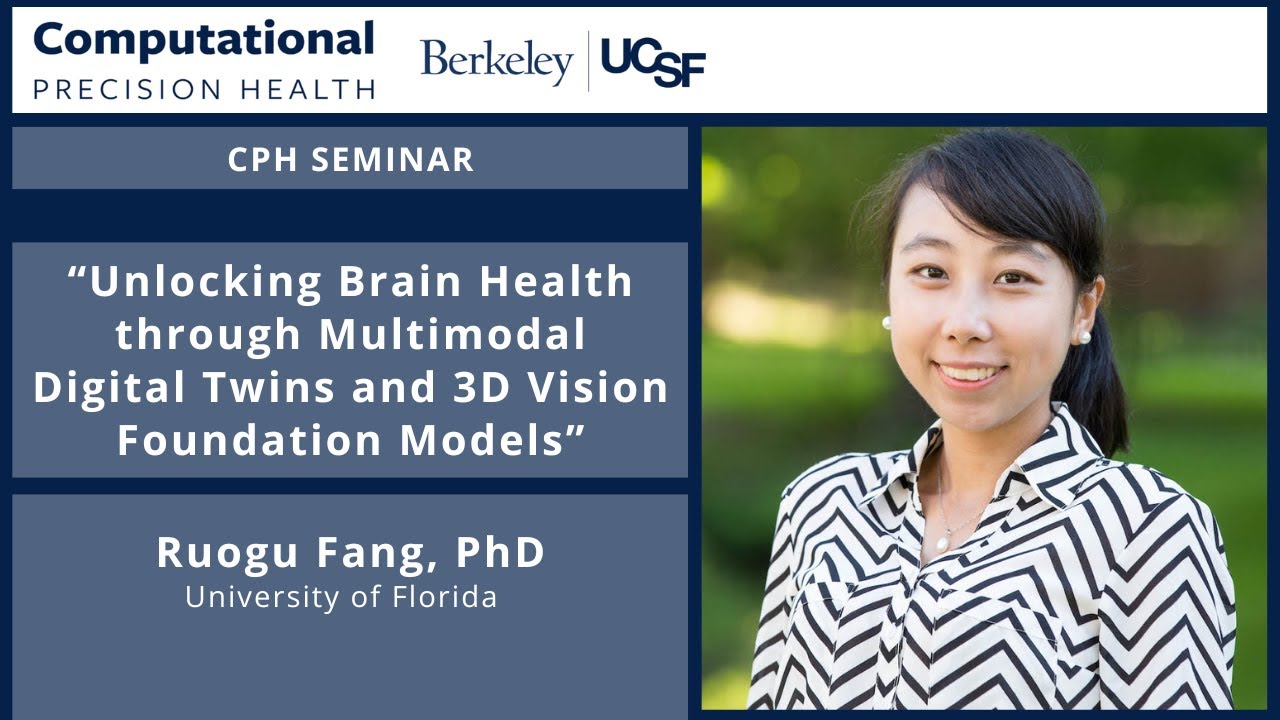 Computational
PRECISION HEALTH
Berkeley
UCSF
CPH SEMINAR
“Unlocking Brain Health
through Multimodal
Digital Twins and 3D Vision
Foundation Models”
Ruogu Fang, PhD
University of Florida